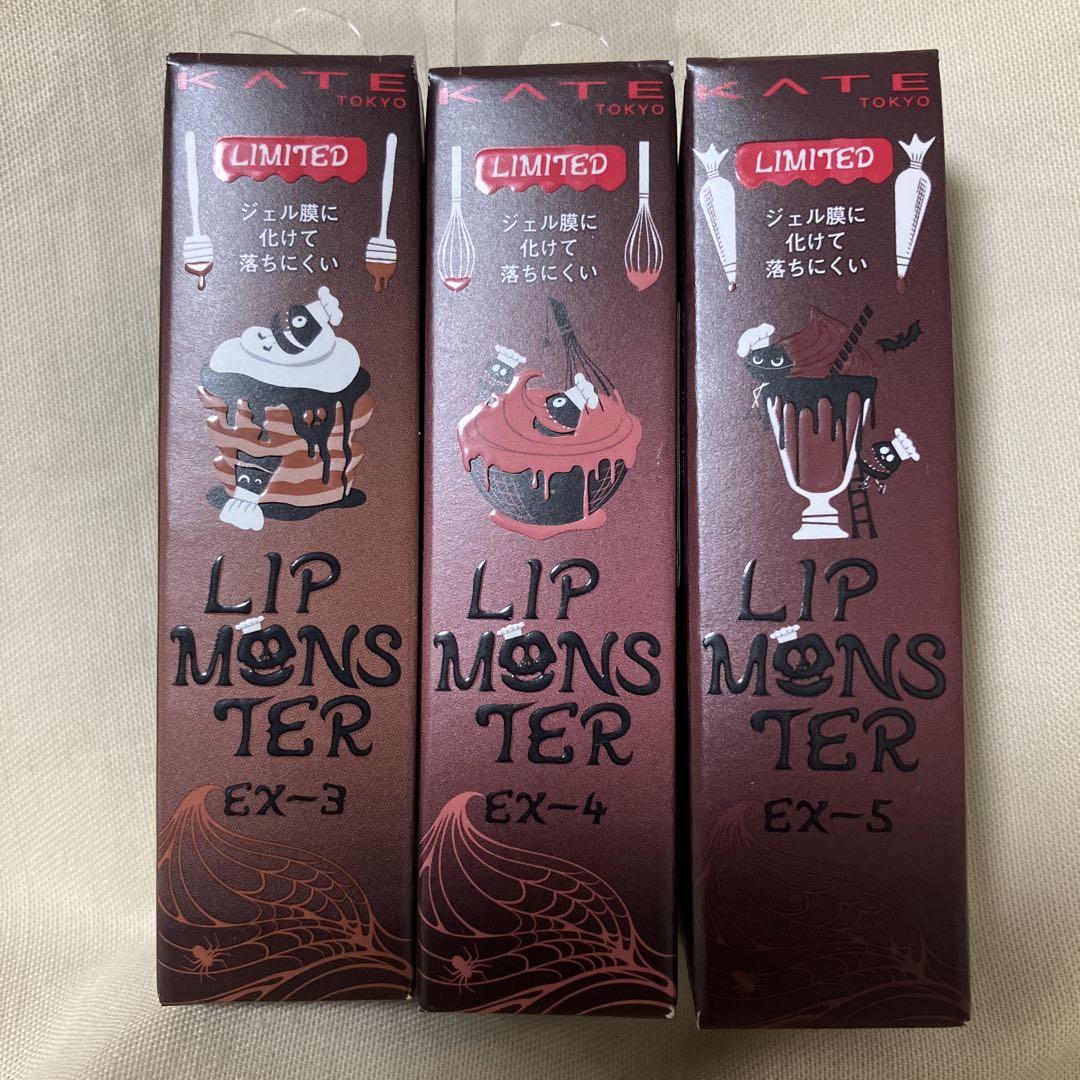 KATE
TOKYO
LIMITED
ジェル膜に
化けて
落ちにくい
LIP
MONS
TER
EX-3
KATE
TOKYO
LIMITED
ジェル膜に
化けて
落ちにくい
LIP
MONS
TER
EX-4
KATE
TOKYO
LIMITED
ジェル膜に
化けて
落ちにくい
LIP
MONS
TER
EX-5